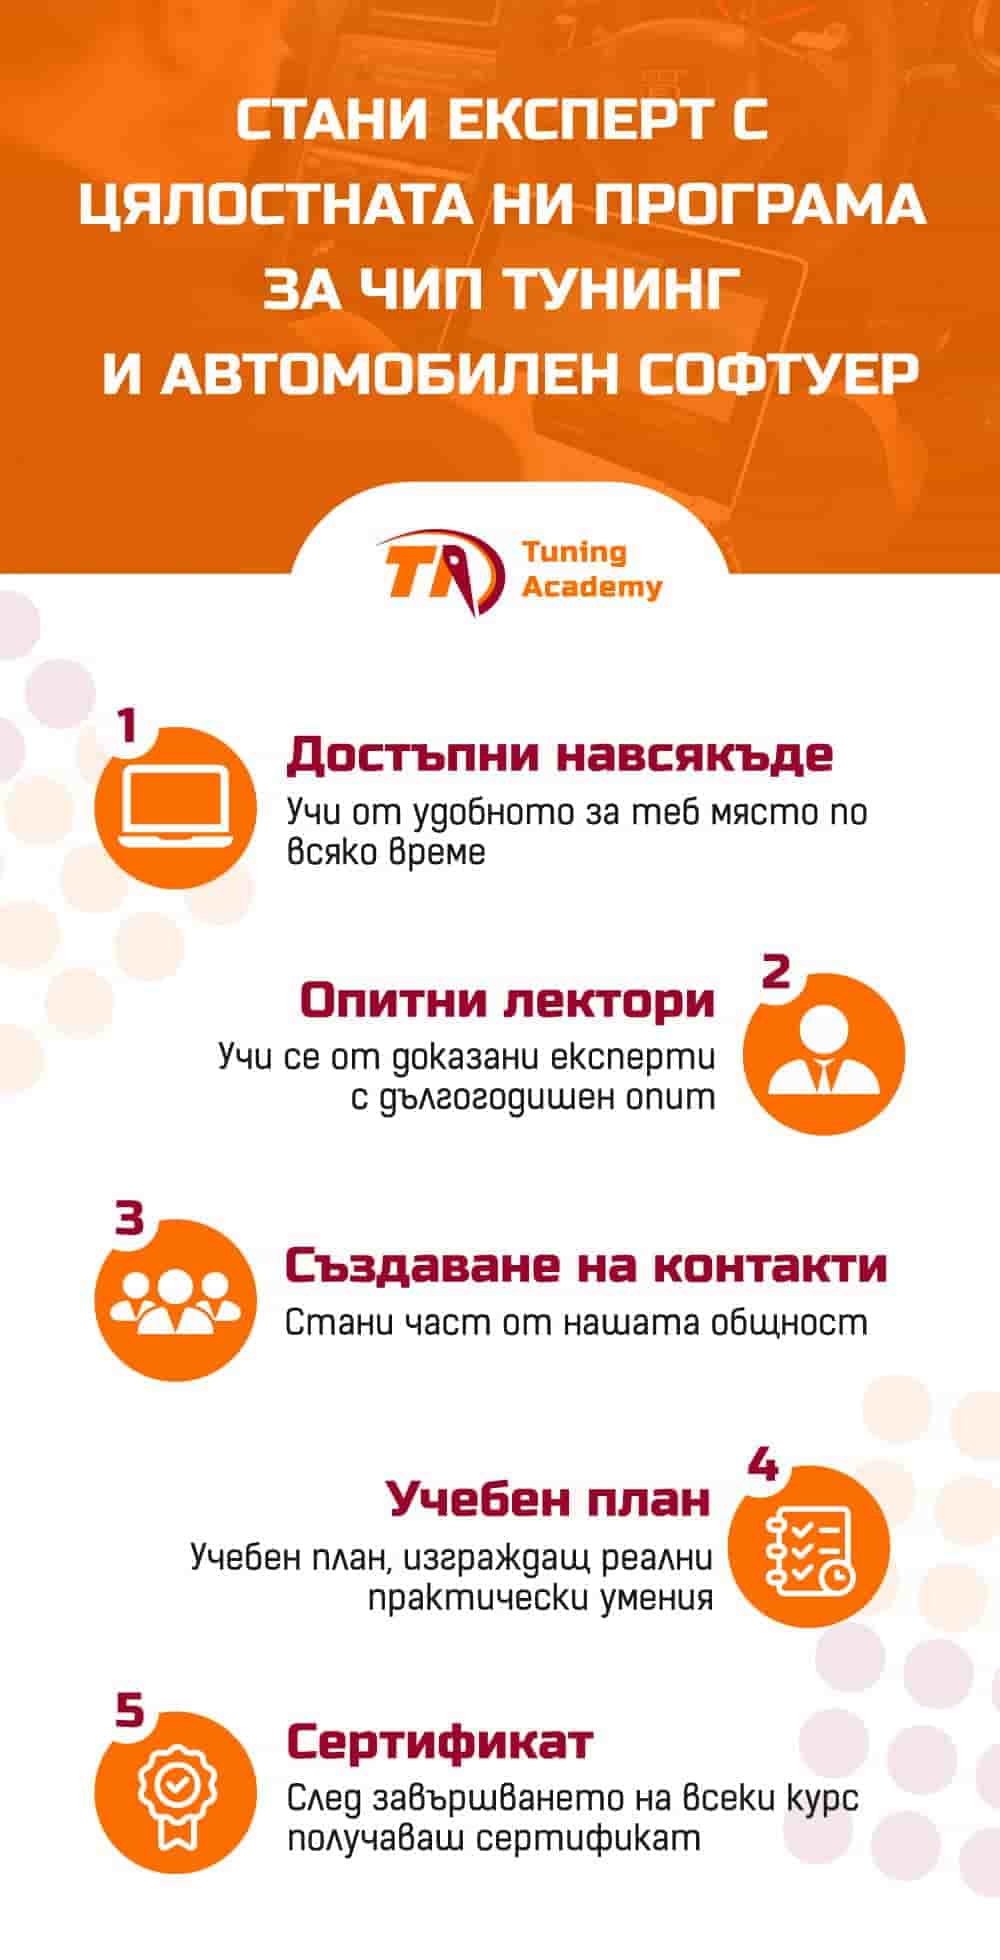 СТАНИ ЕКСПЕРТ С
ЦЯЛОСТНАТА НИ ПРОГРАМА
ЗА ЧИП ТУНИНГ
И АВТОМОБИЛЕН СОФТУЕР
TA Tuning
Academy
1
Достъпни навсякъде
Учи от удобното за теб място по
всяко време
2
Опитни лектори
Учи се от доказани експерти
с дългогодишен опит
3
Създаване на контакти
Стани част от нашата общност
4
Учебен план
Учебен план, изграждащ реални
практически умения
5
Сертификат
След завършването на всеки курс
получаваш сертификат